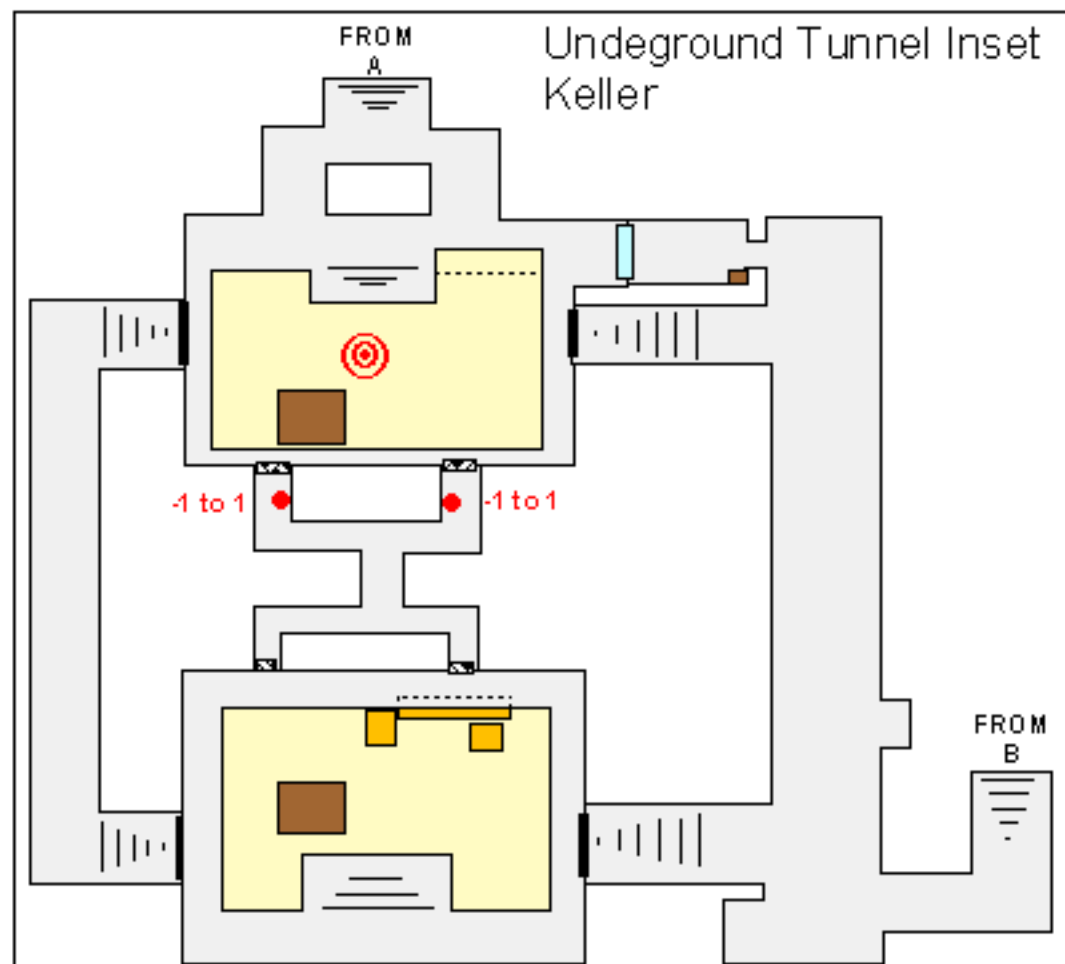 FROM
A
Undeground Tunnel Inset
Keller
-1 to 1
-1 to 1
FROM
B